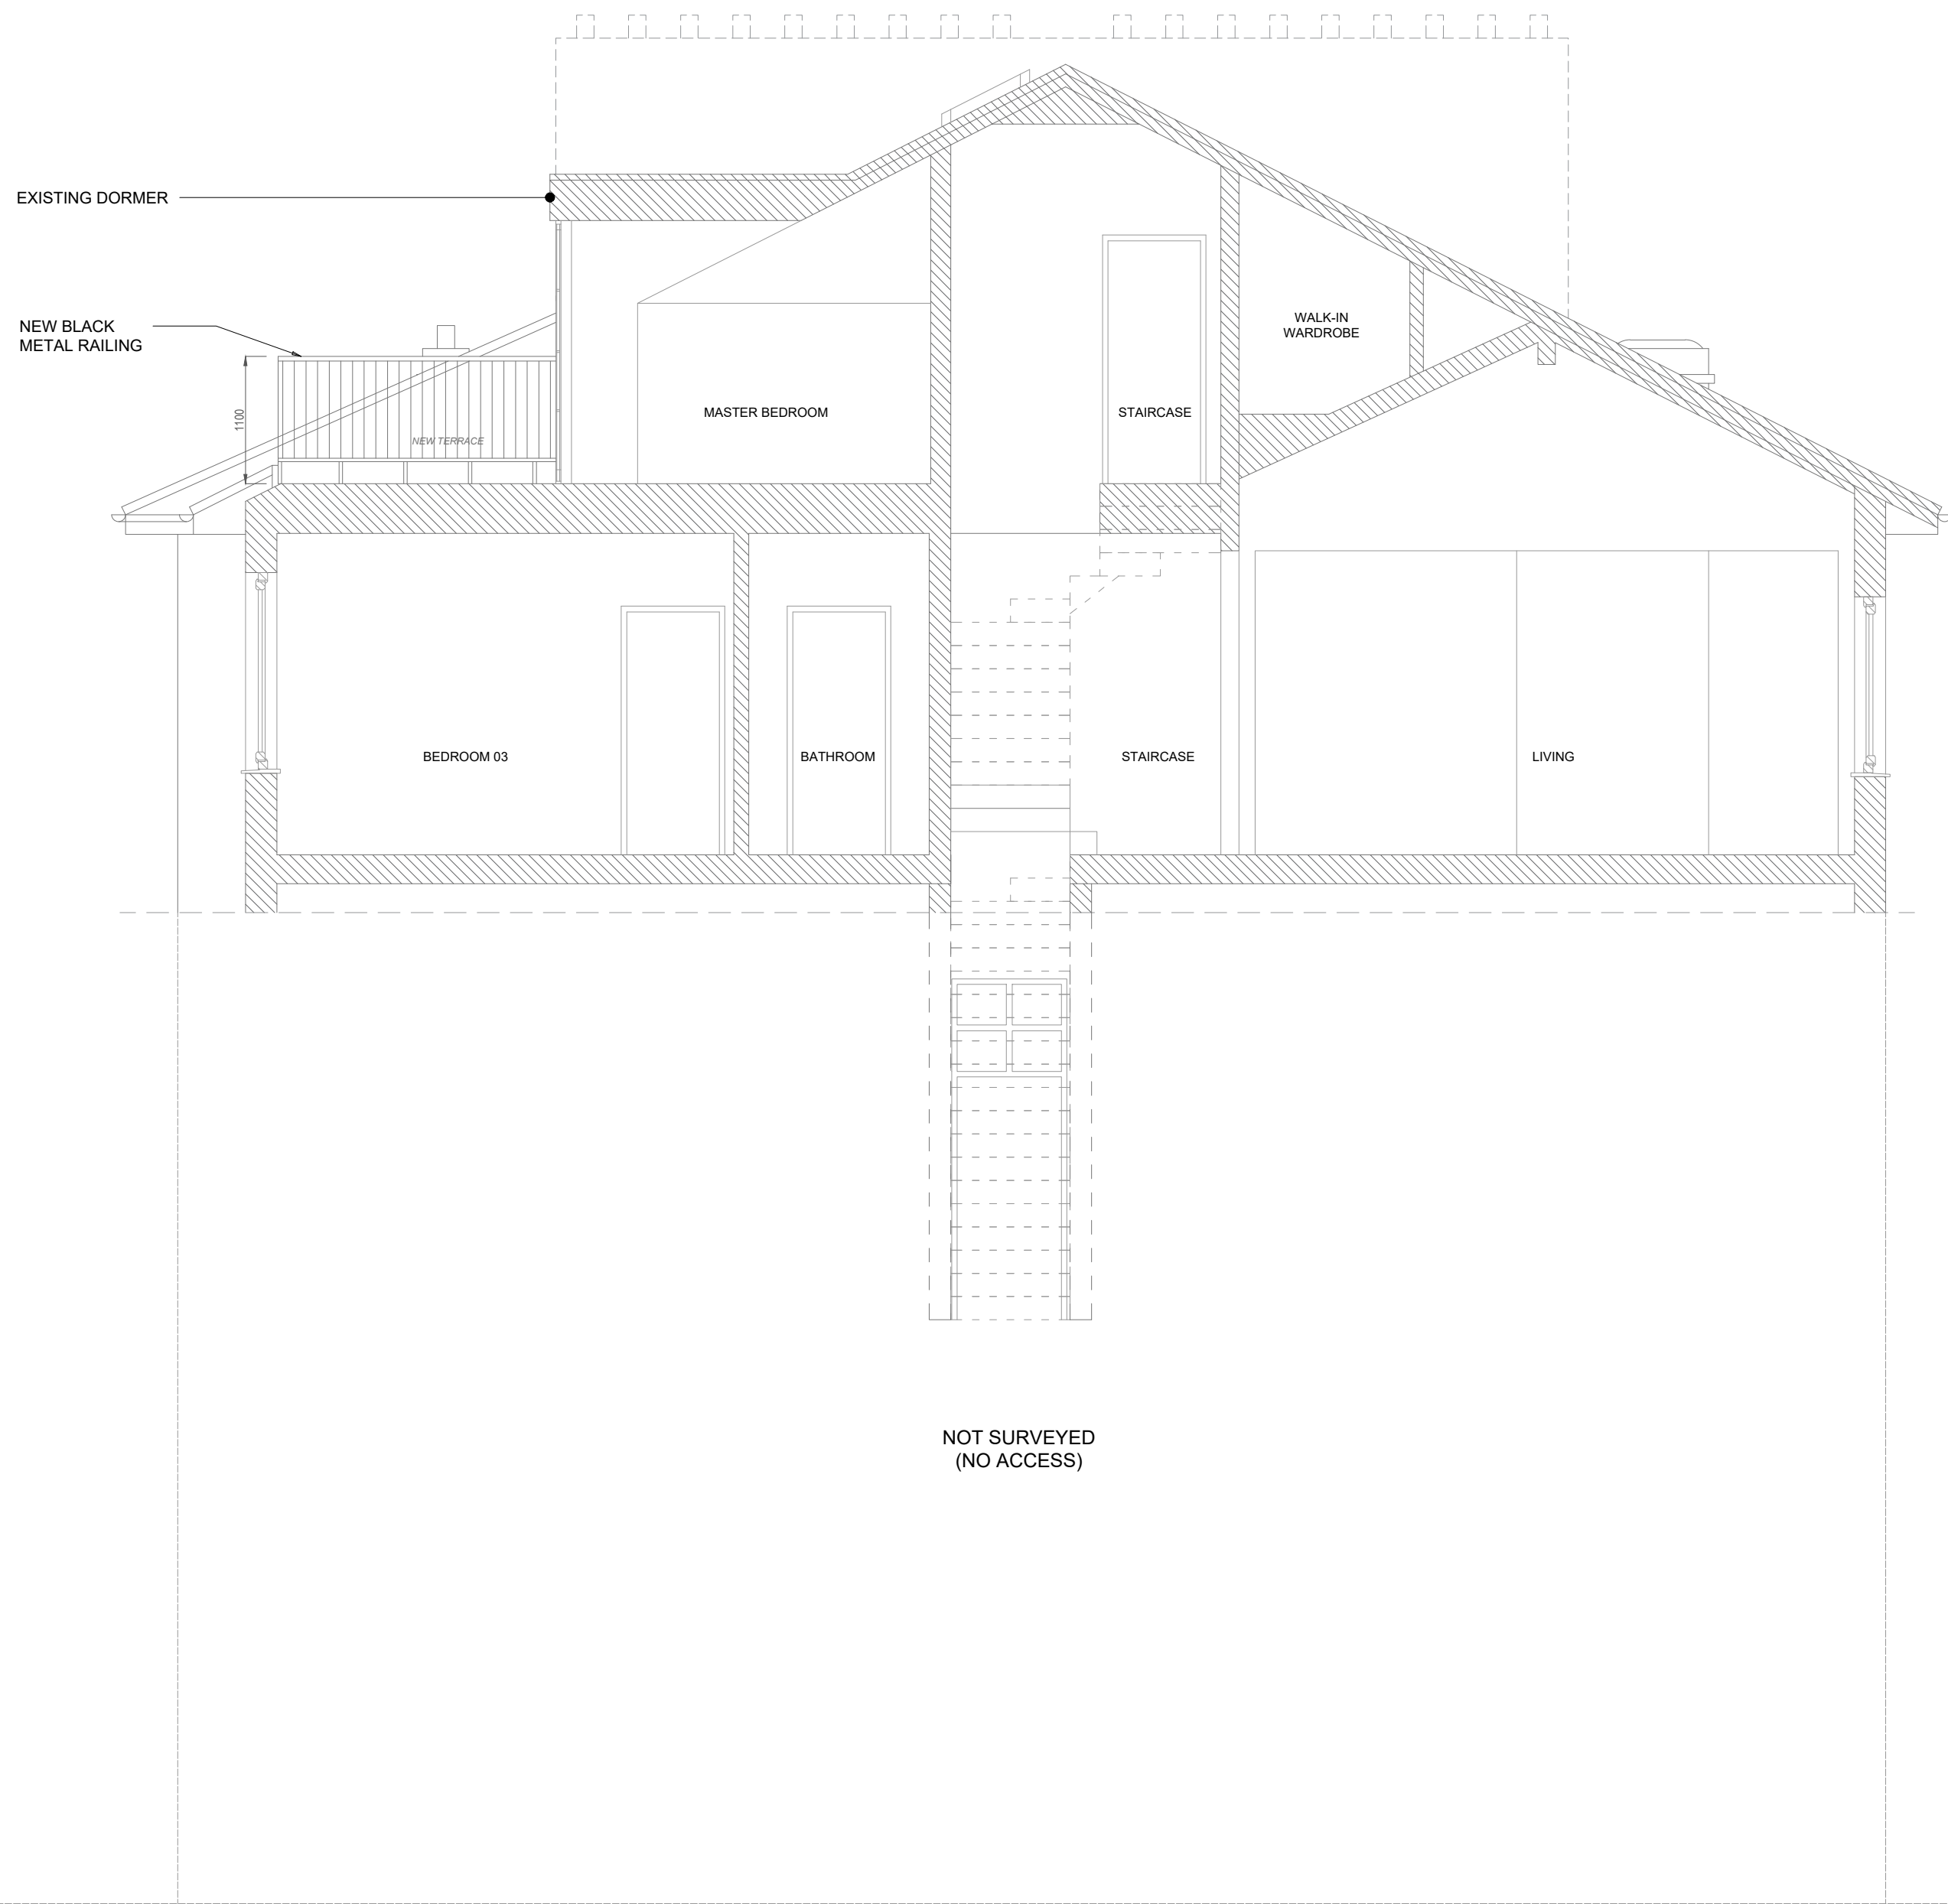 EXISTING DORMER
NEW BLACK
METAL RAILING
1100
NEW TERRACE
MASTER BEDROOM
STAIRCASE
WALK-IN
WARDROBE
BEDROOM 03
BATHROOM
STAIRCASE
LIVING
NOT SURVEYED
(NO ACCESS)